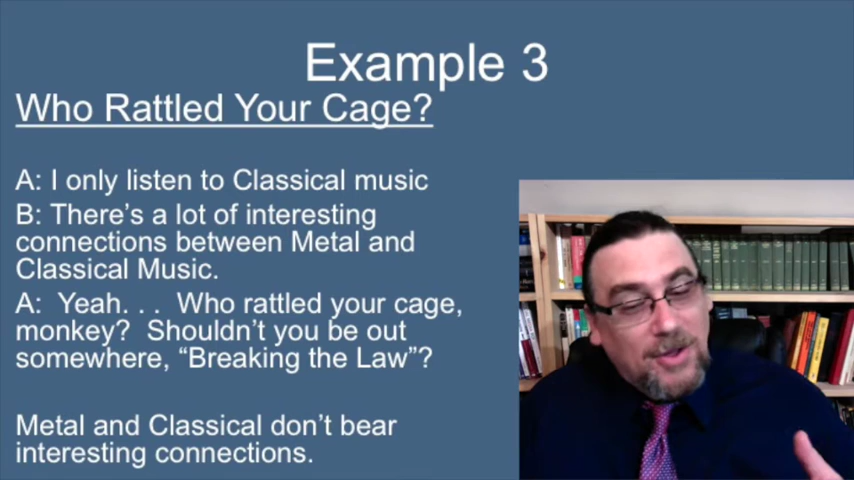 Example 3
Who Rattled Your Cage?
A: I only listen to Classical music
B: There's a lot of interesting
connections between Metal and
Classical Music.
A:  Yeah. . .  Who rattled your cage,
monkey?  Shouldn't you be out
somewhere, “Breaking the Law”?
Metal and Classical don't bear
interesting connections.